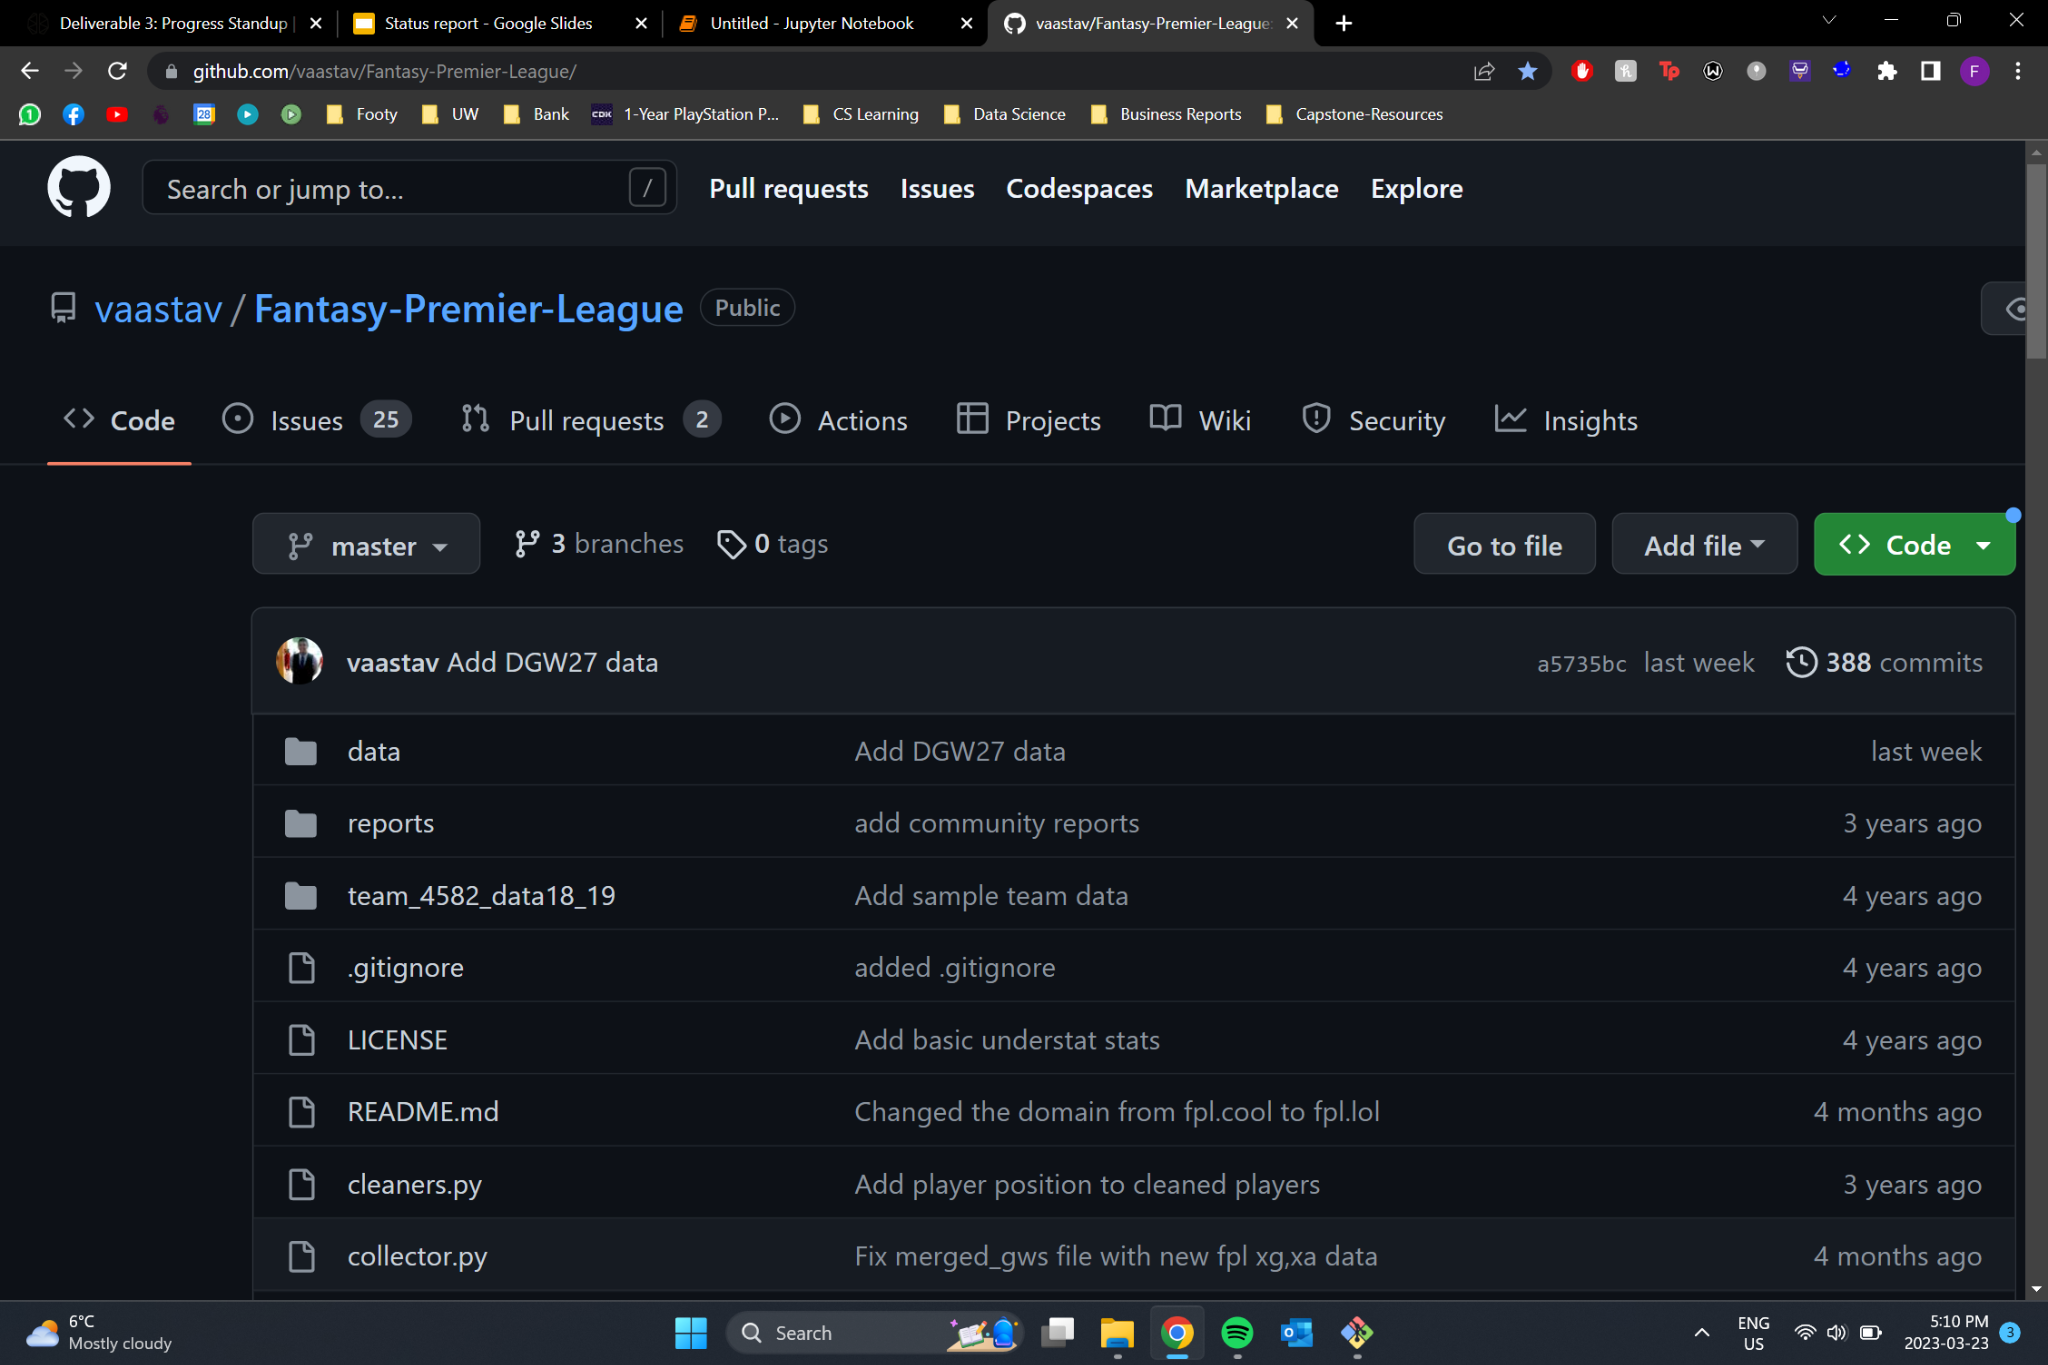 Deliverable 3: Progress Standup
Status report - Google Slides
Untitled - Jupyter Notebook
vaastav/Fantasy-Premier-League:
github.com/vaastav/Fantasy-Premier-League/
Tp
F
1
28
Footy
UW
Bank
CDK
1-Year PlayStation P...
CS Learning
Data Science
Business Reports
Capstone-Resources
Search or jump to...
/
Pull requests
Issues
Codespaces
Marketplace
Explore
vaastav / Fantasy-Premier-League
Public
Code
Issues 25
Pull requests 2
Actions
Projects
Wiki
Security
Insights
master
3 branches
0 tags
Go to file
Add file
Code
vaastav Add DGW27 data
a5735bc last week
388 commits
data Add DGW27 data last week
reports add community reports 3 years ago
team_4582_data18_19 Add sample team data 4 years ago
.gitignore added .gitignore 4 years ago
LICENSE Add basic understat stats 4 years ago
README.md Changed the domain from fpl.cool to fpl.lol 4 months ago
cleaners.py Add player position to cleaned players 3 years ago
collector.py Fix merged_gws file with new fpl xg,xa data 4 months ago
6°C
Mostly cloudy
Search
ENG
US
5:10 PM
2023-03-23
3